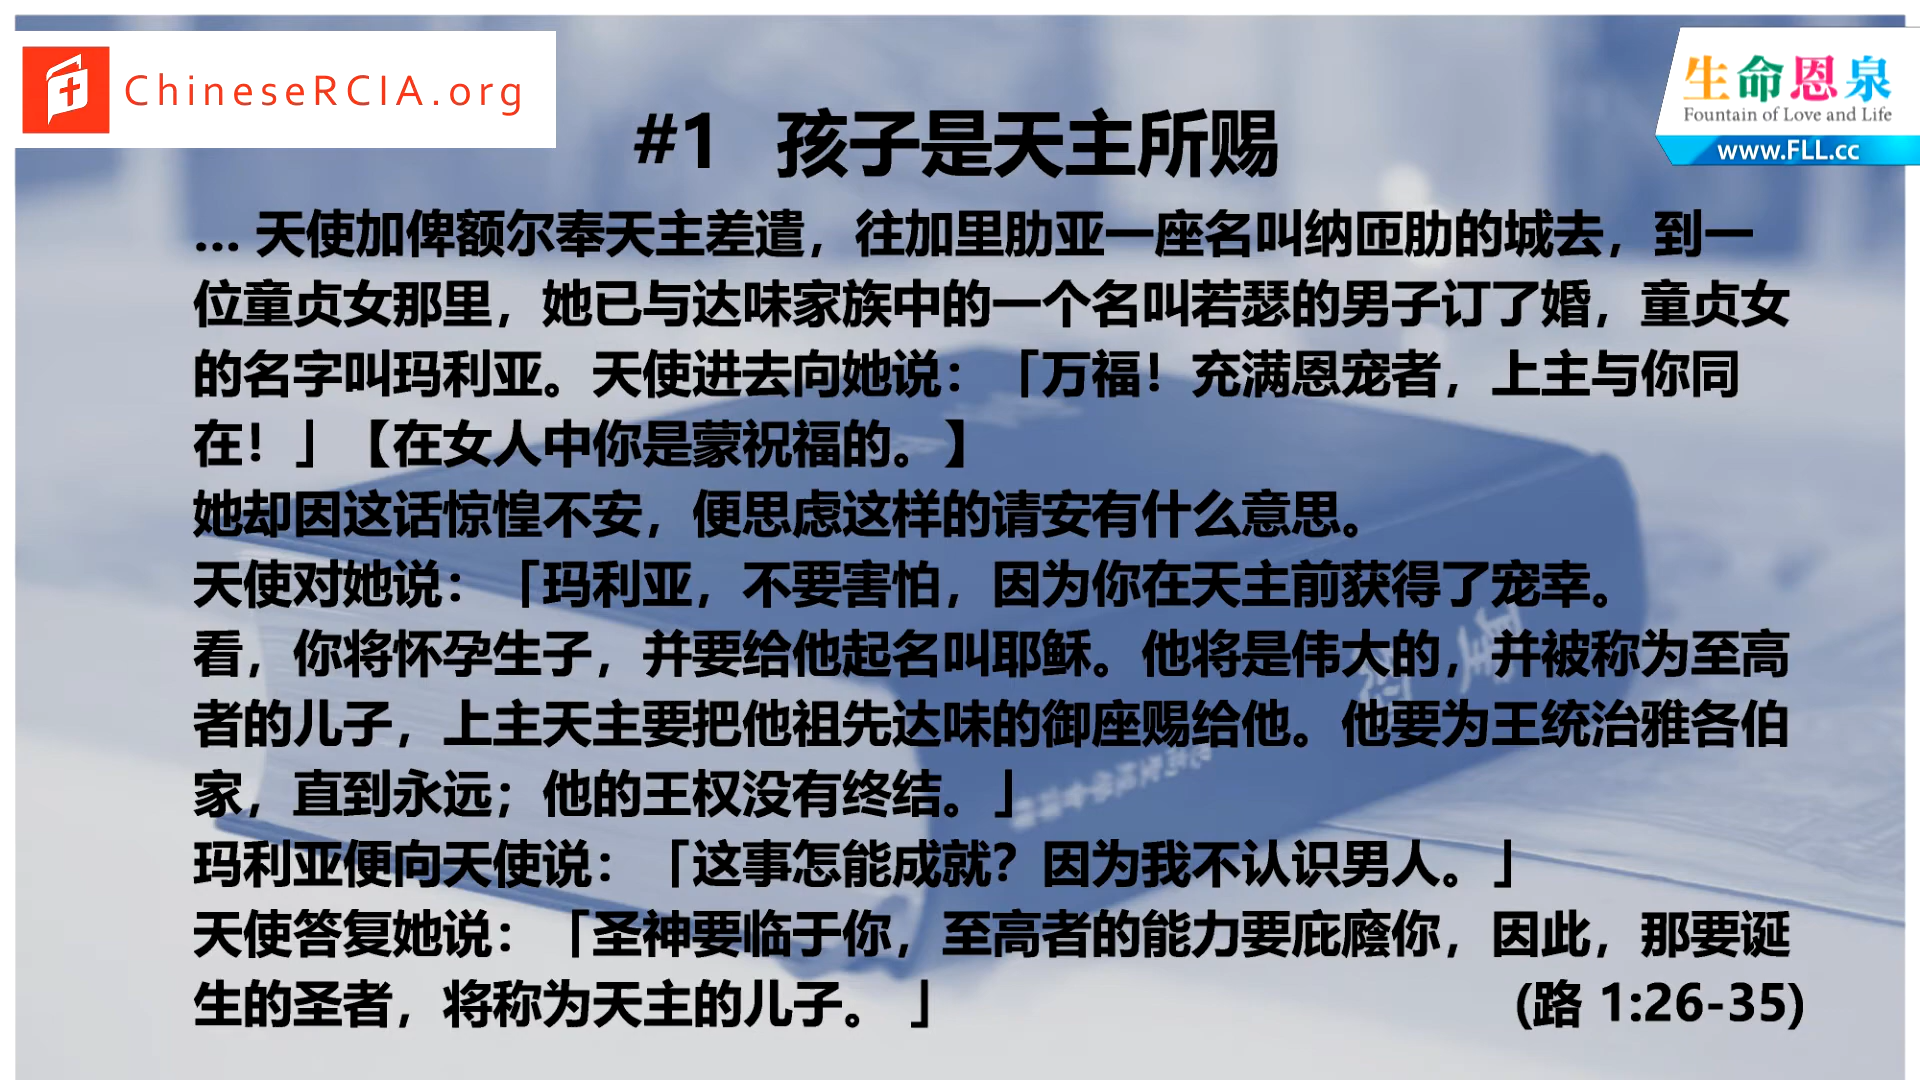 ChineseRCIA.org
生命恩泉
Fountain of Love and Life
www.FLL.cc
#1 孩子是天主所赐
... 天使加俾额尔奉天主差遣，往加里肋亚一座名叫纳匝肋的城去，到一
位童贞女那里，她已与达味家族中的一个名叫若瑟的男子订了婚，童贞女
的名字叫玛利亚。天使进去向她说：「万福！充满恩宠者，上主与你同
在！」【在女人中你是蒙祝福的。】
她却因这话惊惶不安，便思虑这样的请安有什么意思。
天使对她说：「玛利亚，不要害怕，因为你在天主前获得了宠幸。
看，你将怀孕生子，并要给他起名叫耶稣。他将是伟大的，并被称为至高
者的儿子，上主天主要把他祖先达味的御座赐给他。他要为王统治雅各伯
家，直到永远；他的王权没有终结。」
玛利亚便向天使说：「这事怎能成就？因为我不认识男人。」
天使答复她说：「圣神要临于你，至高者的能力要庇廕你，因此，那要诞
生的圣者，将称为天主的儿子。」
(路 1:26-35)